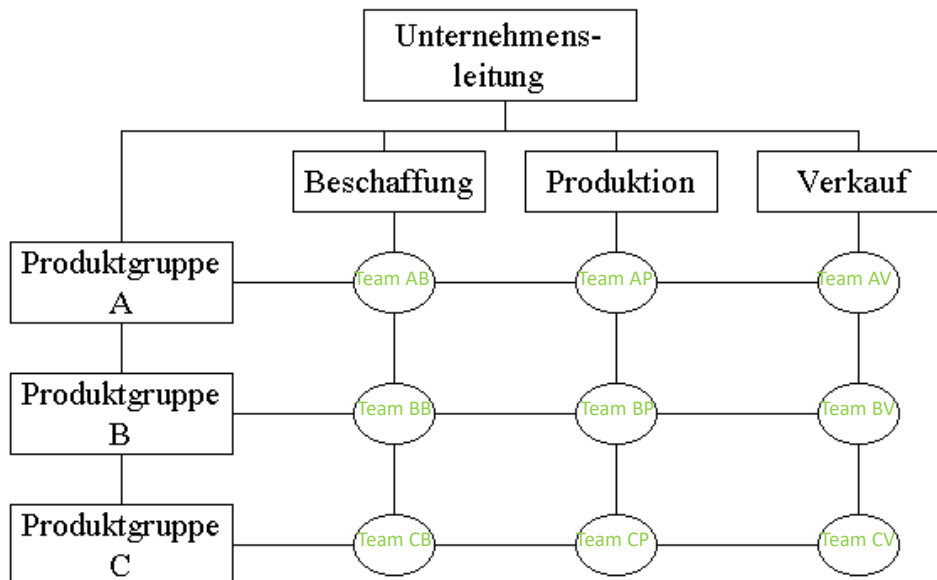 Unternehmens-
leitung
Beschaffung
Produktion
Verkauf
Produktgruppe
A
Team AB
Team AP
Team AV
Produktgruppe
B
Team BB
Team BP
Team BV
Produktgruppe
C
Team CB
Team CP
Team CV